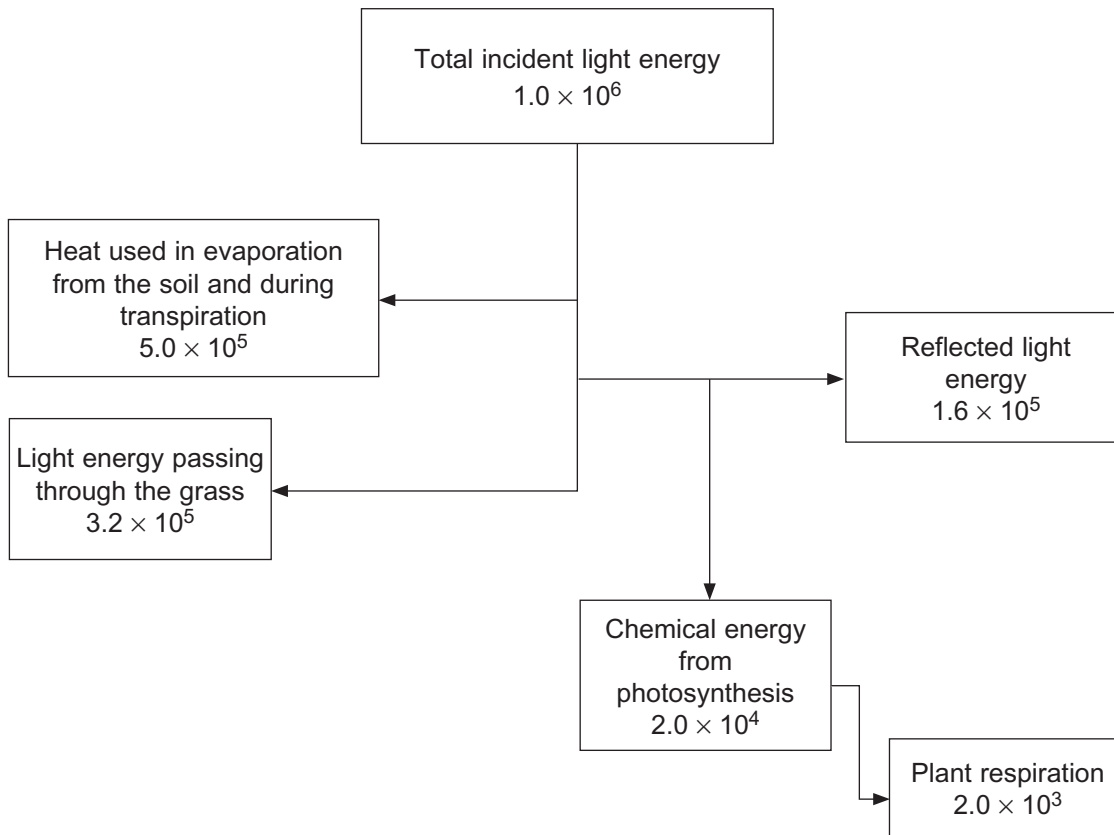 Total incident light energy
1.0 × 10⁶
Heat used in evaporation
from the soil and during
transpiration
5.0 × 10⁵
Reflected light
energy
1.6 × 10⁵
Light energy passing
through the grass
3.2 × 10⁵
Chemical energy
from
photosynthesis
2.0 × 10⁴
Plant respiration
2.0 × 10³